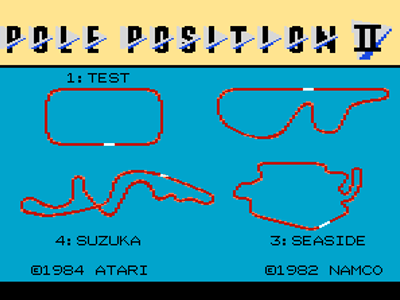 POLE POSITION II
1: TEST
4: SUZUKA
3: SEASIDE
©1984 ATARI
©1982 NAMCO